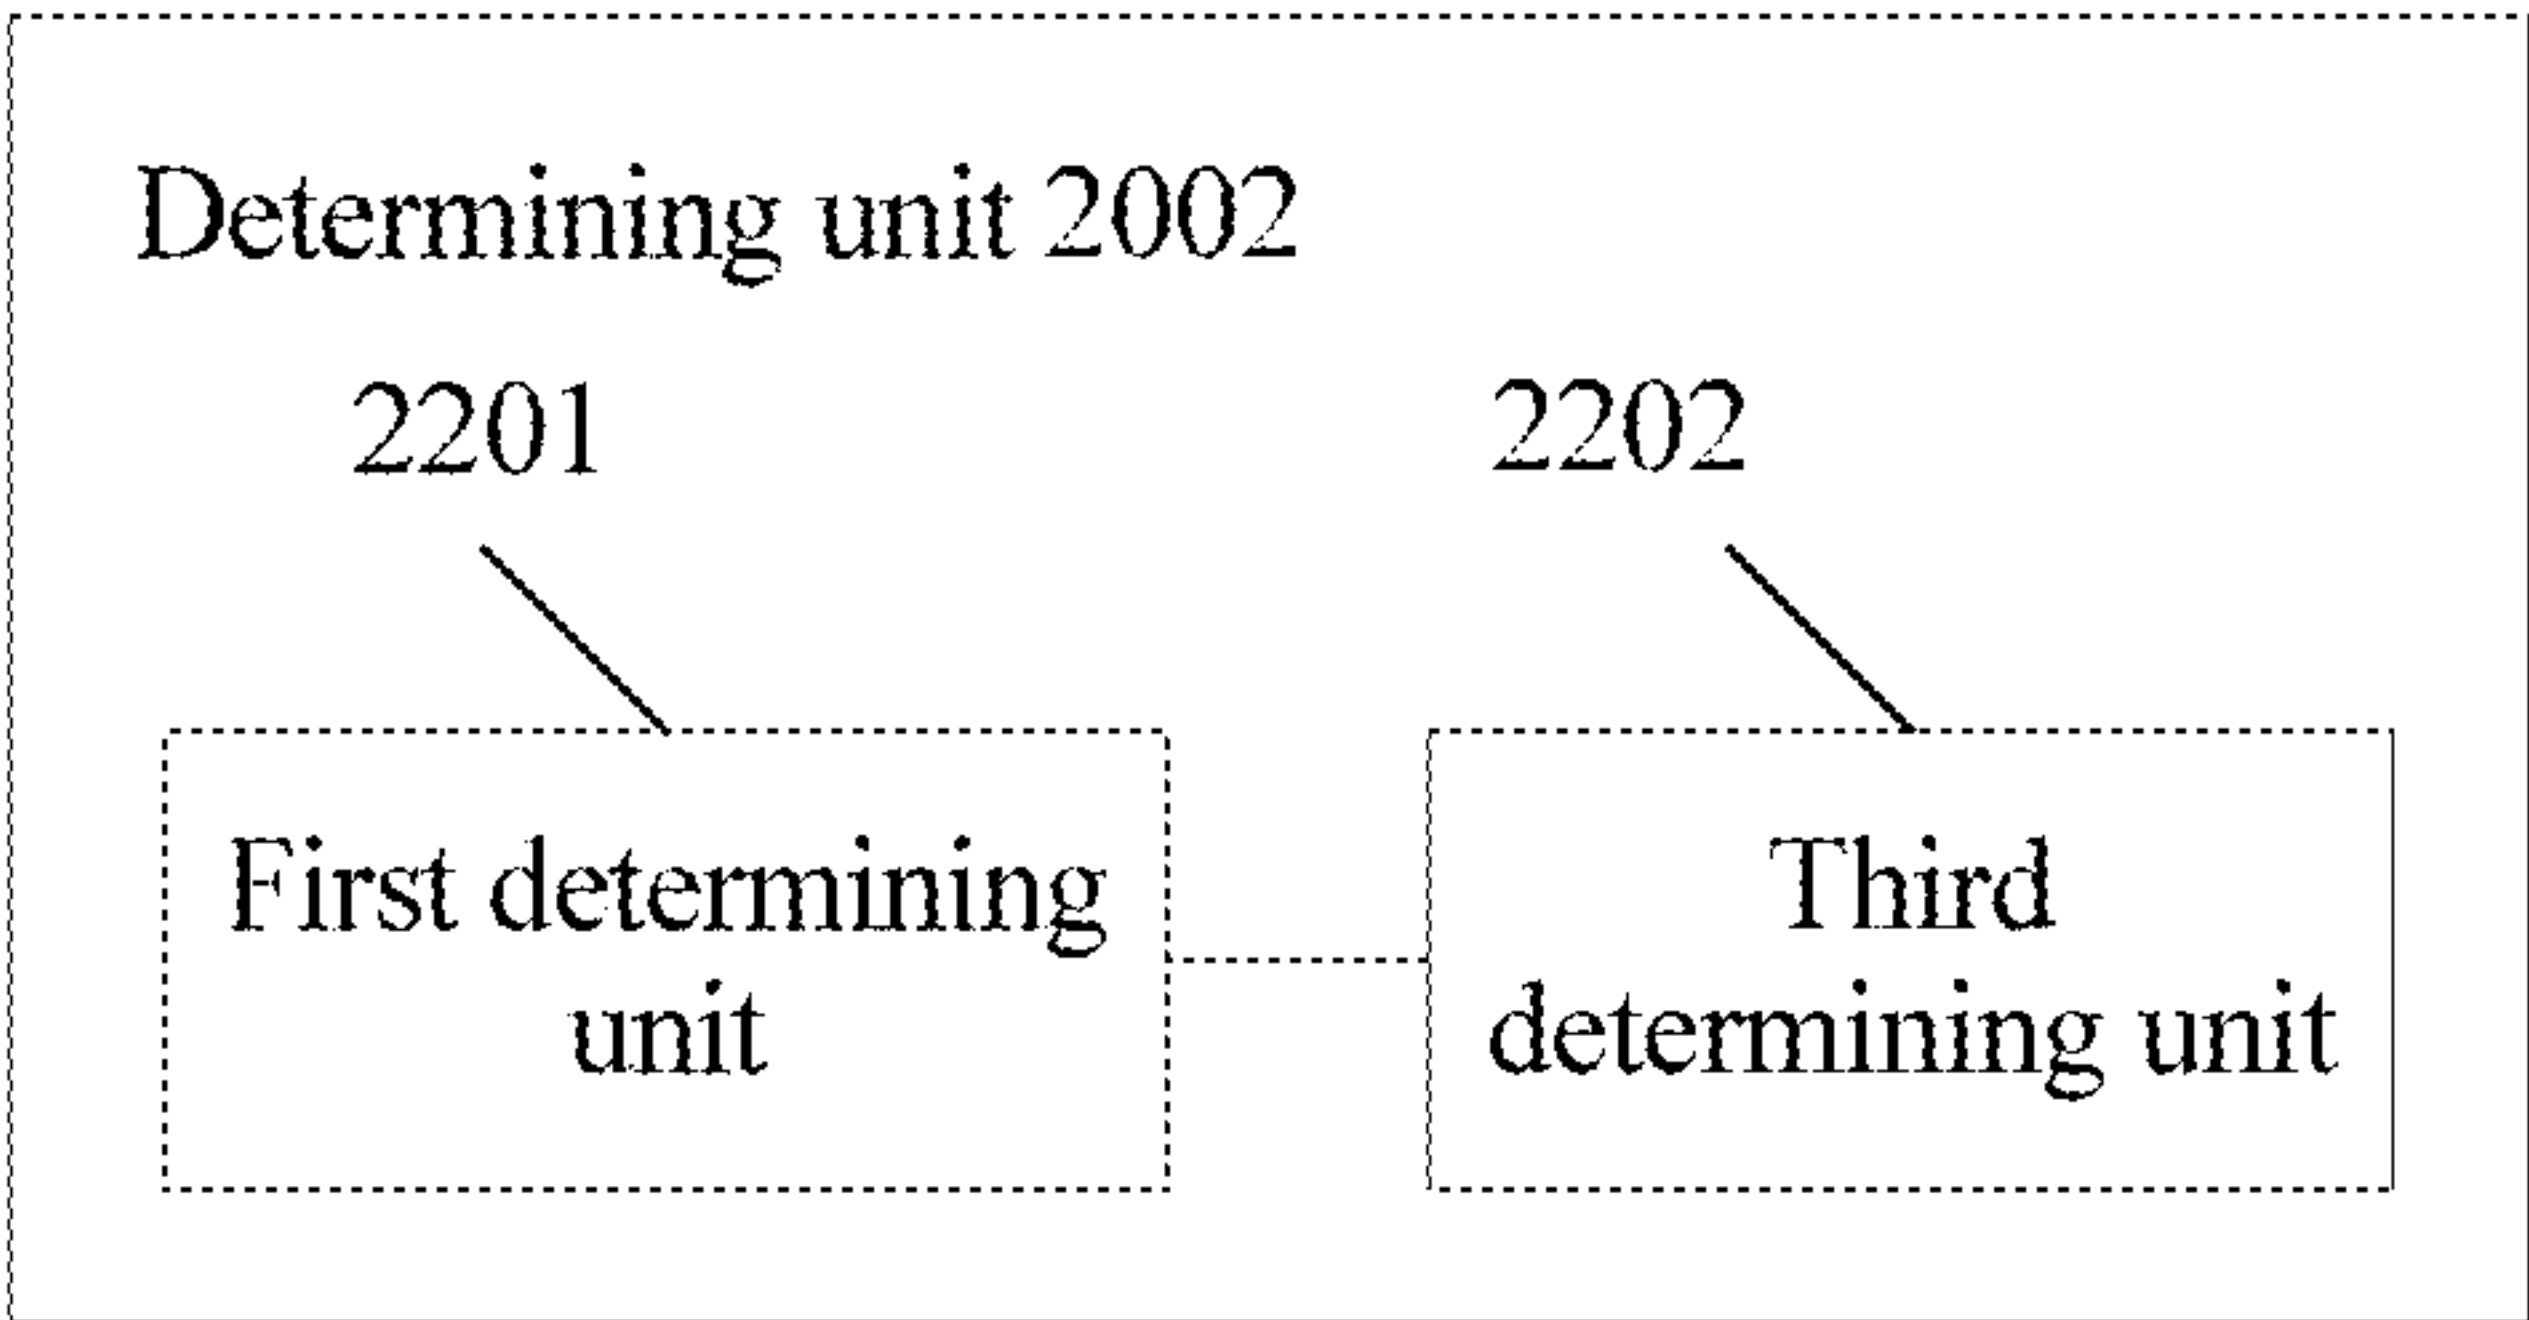 Determining unit 2002
2201
2202
First determining
unit
Third
determining unit